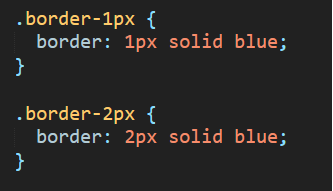 .border-1px {
  border: 1px solid blue;
}

.border-2px {
  border: 2px solid blue;
}